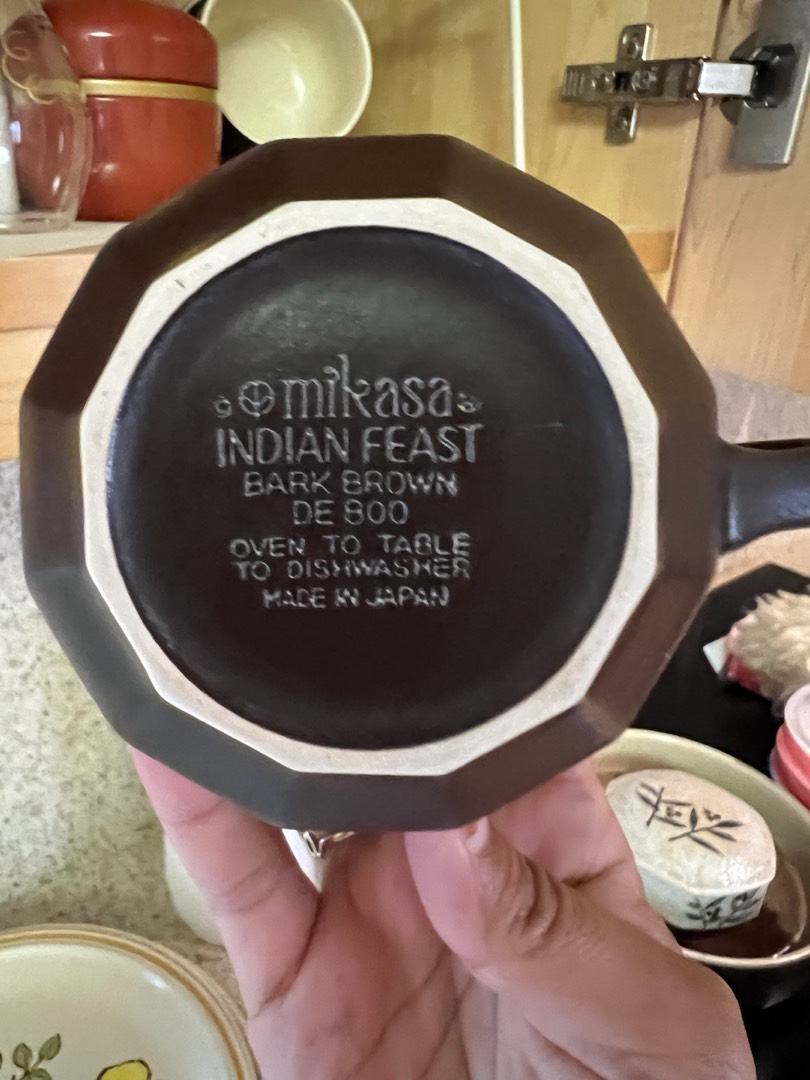 mikasa
INDIAN FEAST
BARK BROWN
DE 800
OVEN TO TABLE
TO DISHWASHER
MADE IN JAPAN